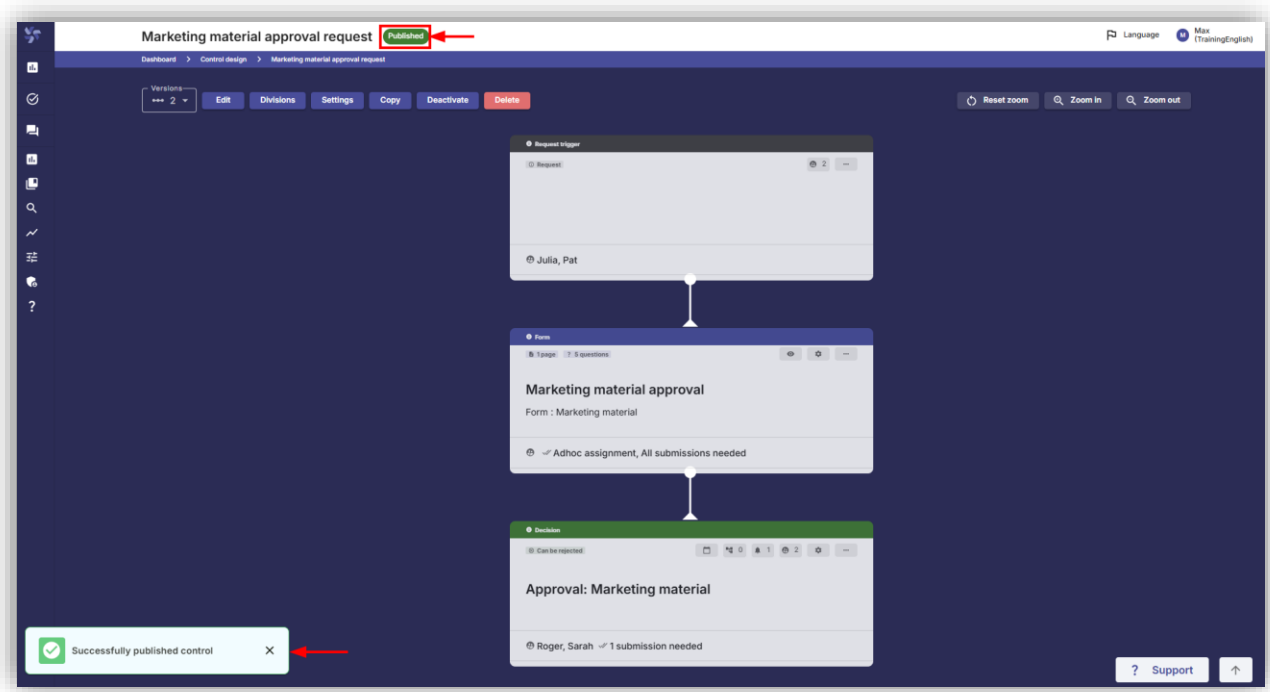 Marketing material approval request Published
Language
M Max
(TrainingEnglish)
Dashboard > Control design > Marketing material approval request
Versions
2 Edit Divisions Settings Copy Deactivate Delete
Reset zoom Zoom in Zoom out
Request trigger
Request 2
Julia, Pat
Form
1 page ? 5 questions
Marketing material approval
Form : Marketing material
Adhoc assignment, All submissions needed
Decision
Can be rejected 0 1 2
Approval: Marketing material
Roger, Sarah 1 submission needed
?
Successfully published control
? Support